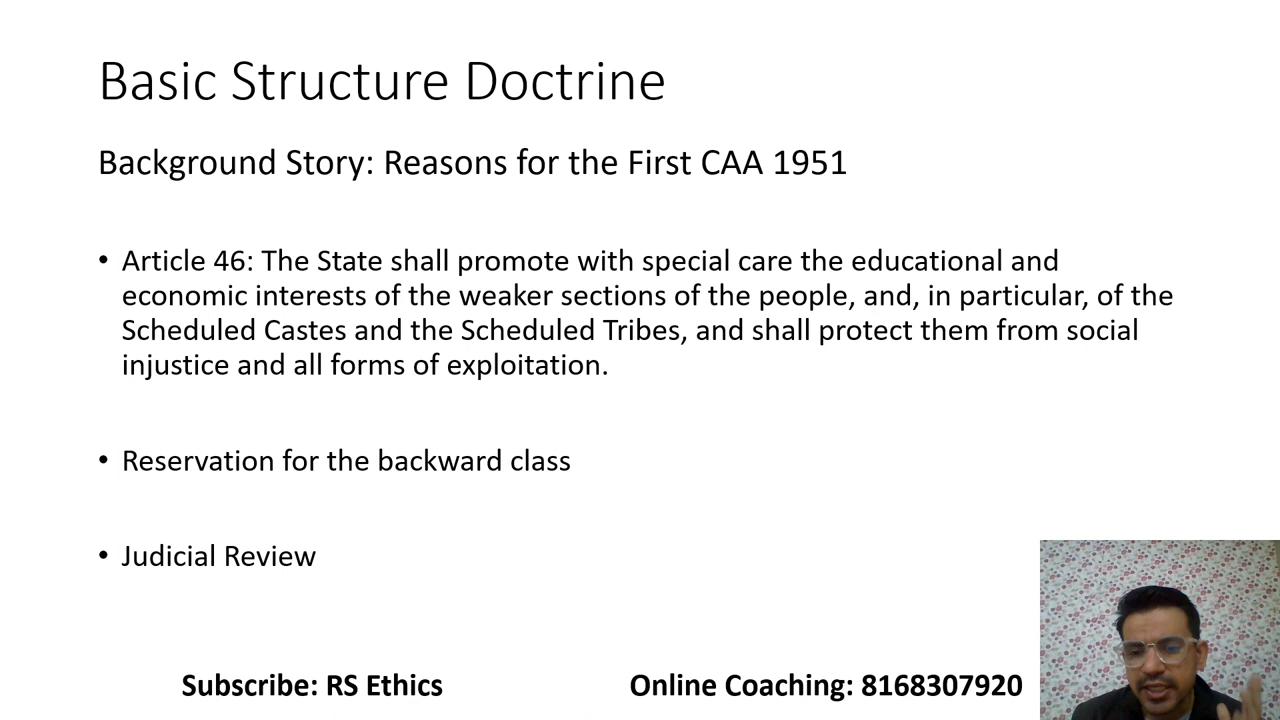 Basic Structure Doctrine
Background Story: Reasons for the First CAA 1951
• Article 46: The State shall promote with special care the educational and
economic interests of the weaker sections of the people, and, in particular, of the
Scheduled Castes and the Scheduled Tribes, and shall protect them from social
injustice and all forms of exploitation.
• Reservation for the backward class
• Judicial Review
Subscribe: RS Ethics
Online Coaching: 8168307920